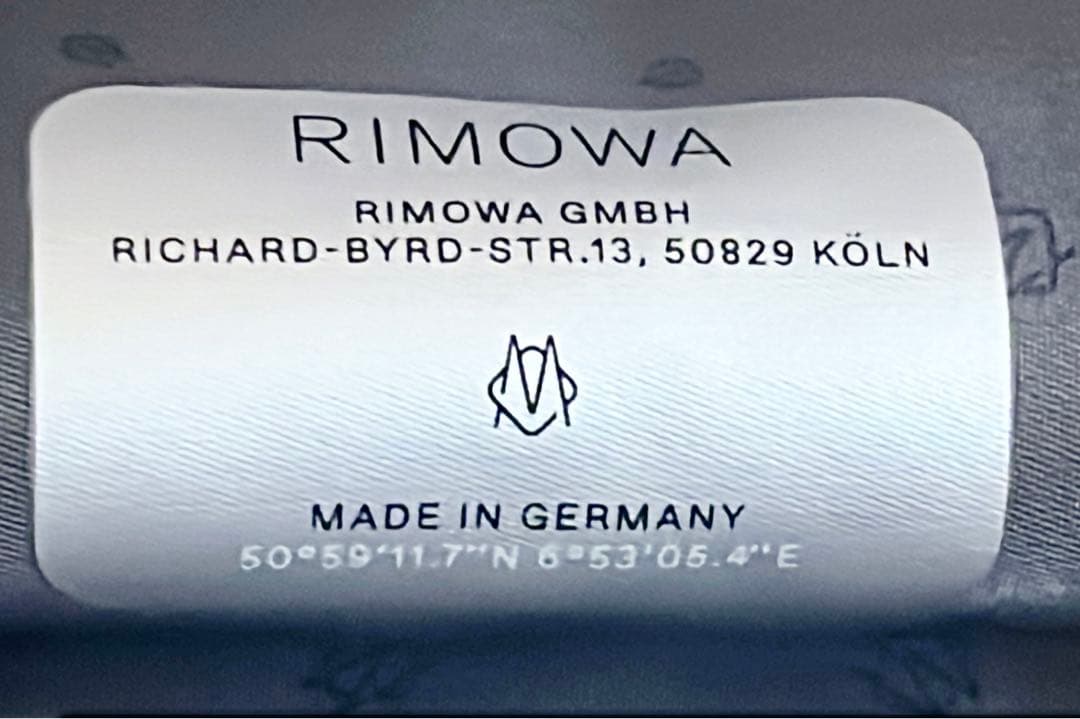 RIMOWA
RIMOWA GMBH
RICHARD-BYRD-STR.13, 50829 KÖLN
MADE IN GERMANY
50°59'11.7"N 6°53'05.4"E